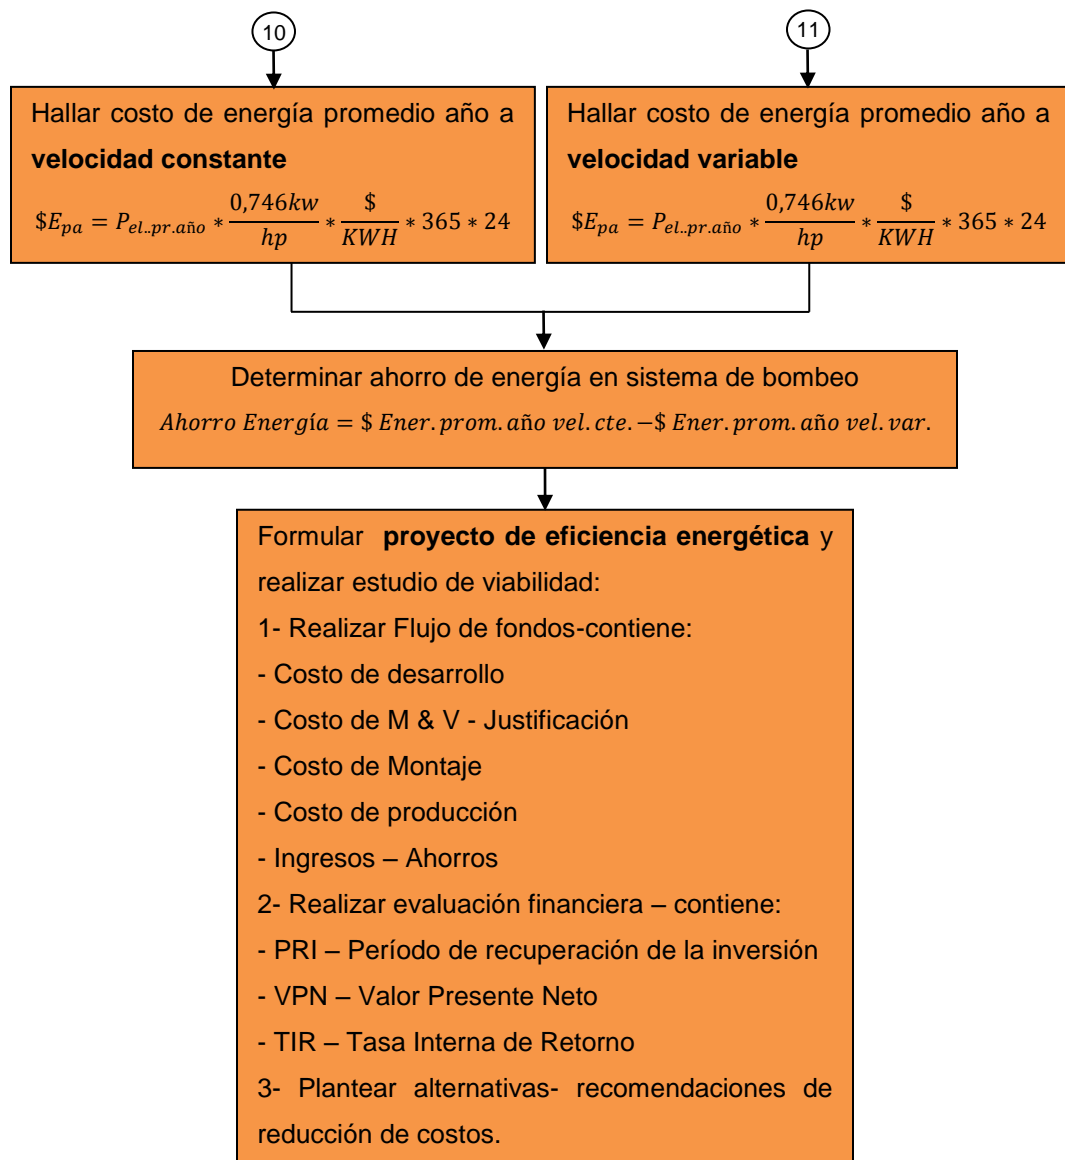 10
11
Hallar costo de energía promedio año a
velocidad constante
$E_{pa} = P_{el..pr.año} * \frac{0,746kw}{hp} * \frac{\$}{KWH} * 365 * 24
Hallar costo de energía promedio año a
velocidad variable
$E_{pa} = P_{el..pr.año} * \frac{0,746kw}{hp} * \frac{\$}{KWH} * 365 * 24
Determinar ahorro de energía en sistema de bombeo
Ahorro Energía = $ Ener. prom. año vel. cte. −$ Ener. prom. año vel. var.
Formular proyecto de eficiencia energética y
realizar estudio de viabilidad:
1- Realizar Flujo de fondos-contiene:
- Costo de desarrollo
- Costo de M & V - Justificación
- Costo de Montaje
- Costo de producción
- Ingresos – Ahorros
2- Realizar evaluación financiera – contiene:
- PRI – Período de recuperación de la inversión
- VPN – Valor Presente Neto
- TIR – Tasa Interna de Retorno
3- Plantear alternativas- recomendaciones de
reducción de costos.